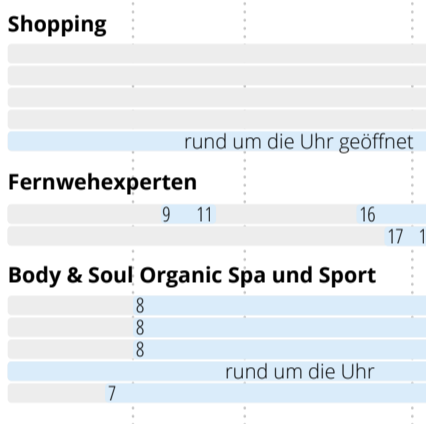 Shopping
rund um die Uhr geöffnet
Fernwehexperten
9 11 16
17 1
Body & Soul Organic Spa und Sport
8
8
8
rund um die Uhr
7